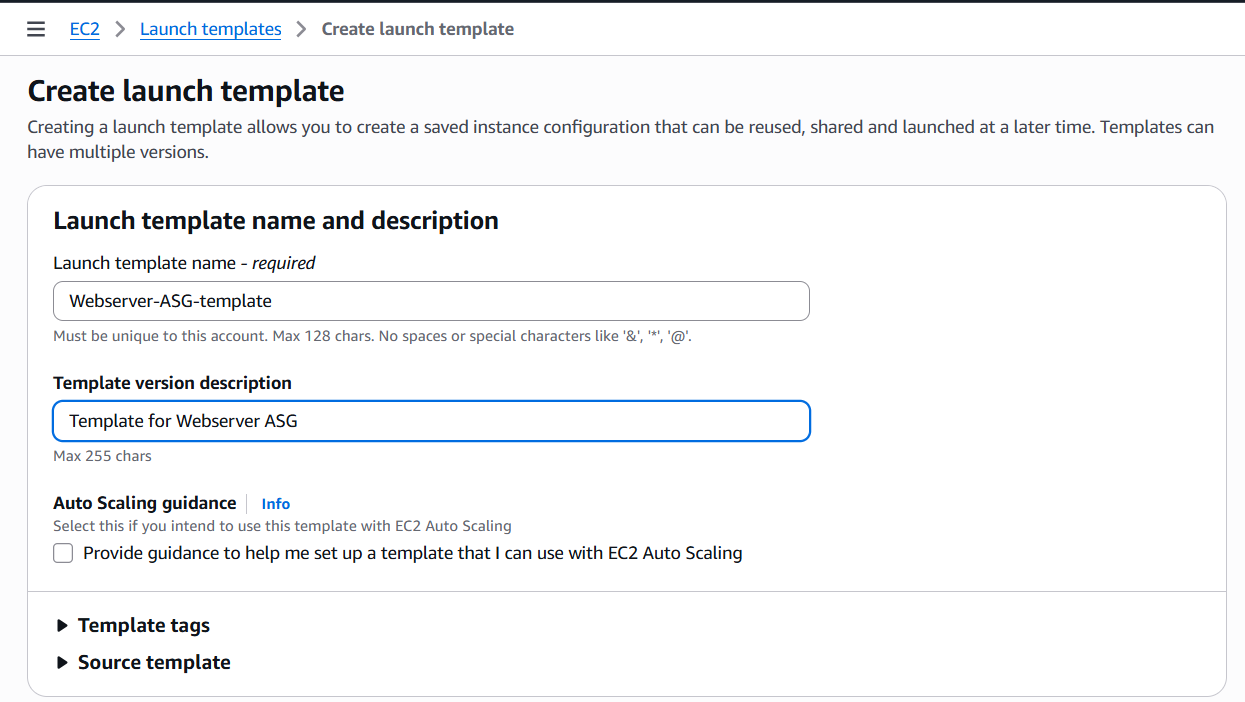 EC2 > Launch templates > Create launch template
Create launch template
Creating a launch template allows you to create a saved instance configuration that can be reused, shared and launched at a later time. Templates can
have multiple versions.
Launch template name and description
Launch template name - required
Webserver-ASG-template
Must be unique to this account. Max 128 chars. No spaces or special characters like '&', '*', '@'.
Template version description
Template for Webserver ASG
Max 255 chars
Auto Scaling guidance Info
Select this if you intend to use this template with EC2 Auto Scaling
Provide guidance to help me set up a template that I can use with EC2 Auto Scaling
Template tags
Source template